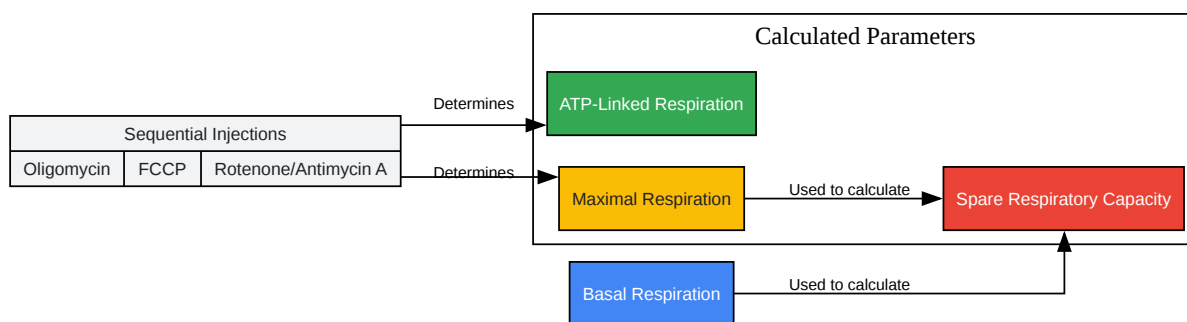 Calculated Parameters
ATP-Linked Respiration
Determines
Sequential Injections
Oligomycin
FCCP
Rotenone/Antimycin A
Determines
Maximal Respiration
Used to calculate
Spare Respiratory Capacity
Basal Respiration
Used to calculate